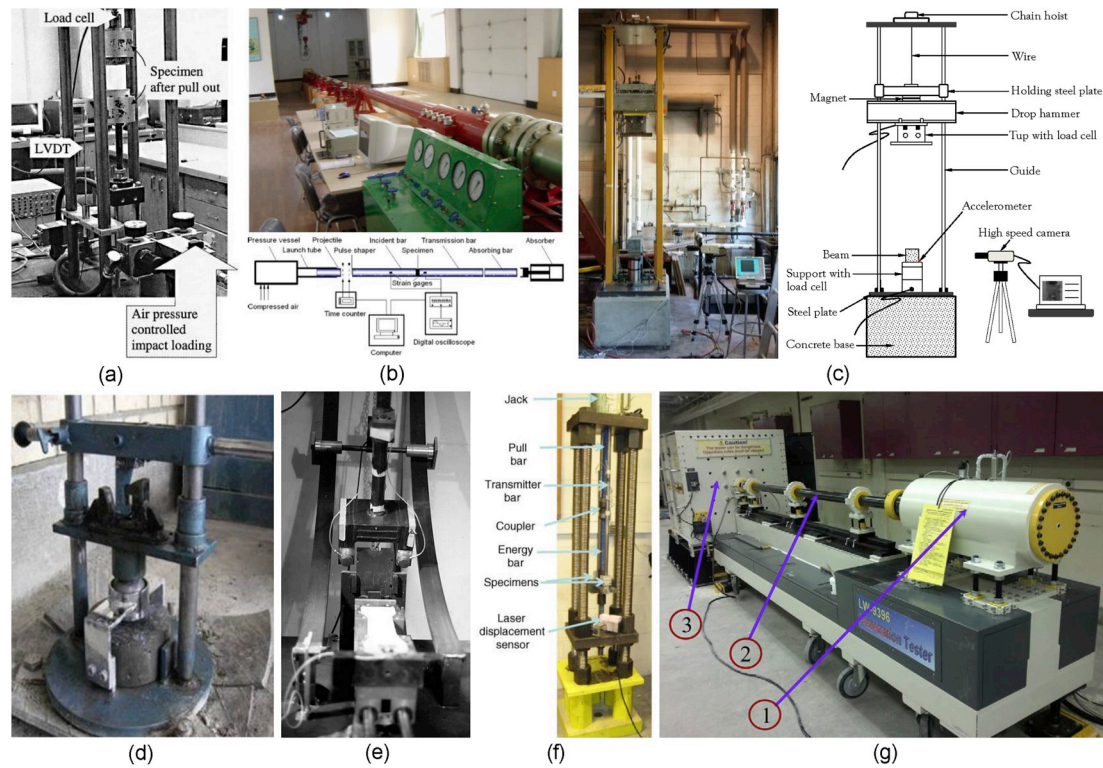 Load cell
Specimen
after pull out
LVDT
Air pressure
controlled
impact loading
(a)
Pressure vessel
Launch tube
Projectile
Pulse shaper
Incident bar
Specimen
Transmission bar
Absorbing bar
Absorber
Strain gages
Compressed air
Time counter
Computer
Digital oscilloscope
(b)
Chain hoist
Wire
Holding steel plate
Magnet
Drop hammer
Tup with load cell
Guide
Accelerometer
High speed
camera
Beam
Support with
load cell
Steel plate
Concrete base
(c)
(d)
(e)
Jack
Pull
bar
Transmitter
bar
Coupler
Energy
bar
Specimens
Laser
displacement
sensor
(f)
Caution!
Tester
3
2
1
(g)